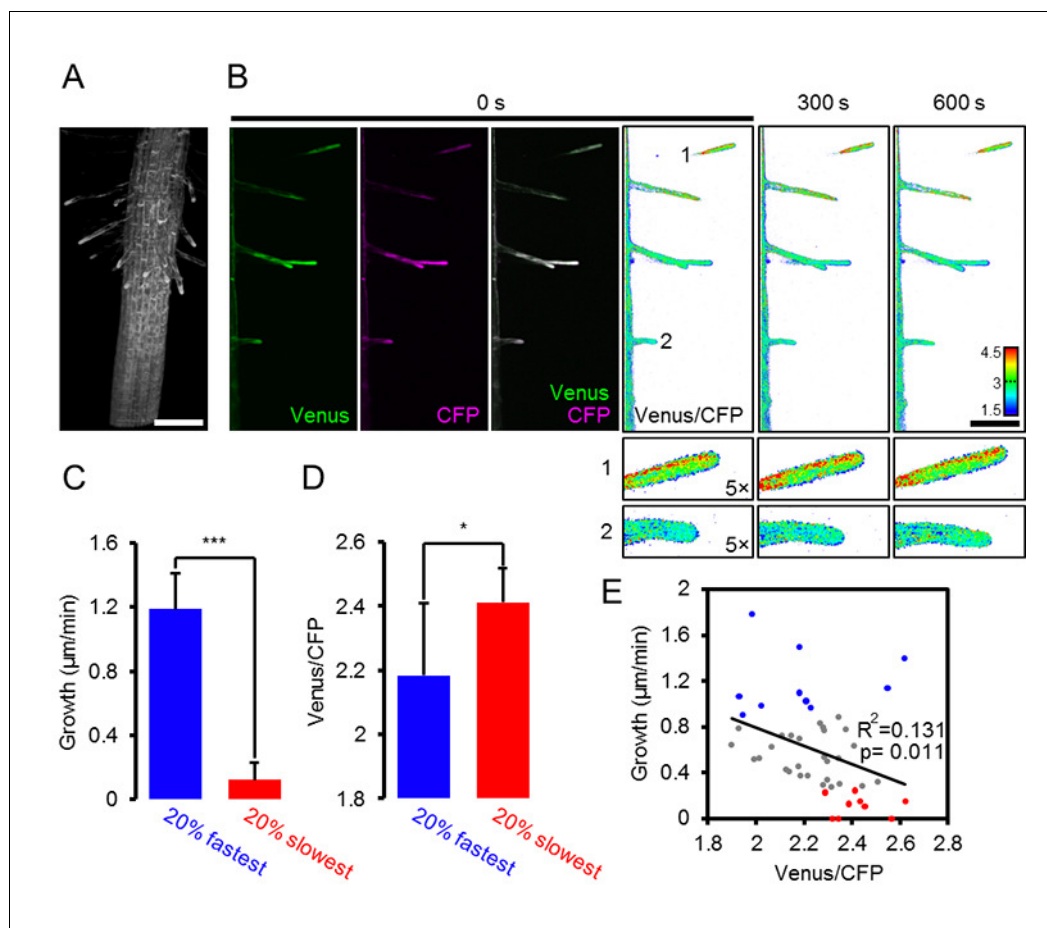 A
B
0 s
300 s
600 s
1
2
Venus
CFP
Venus
CFP
Venus/CFP
4.5
3
1.5
1
5×
2
5×
C
Growth (µm/min)
1.6
1.2
0.8
0.4
0
***
20% fastest
20% slowest
D
Venus/CFP
2.6
2.4
2.2
2
1.8
*
20% fastest
20% slowest
E
Growth (µm/min)
2
1.6
1.2
0.8
0.4
0
R²=0.131
p= 0.011
1.8 2 2.2 2.4 2.6 2.8
Venus/CFP